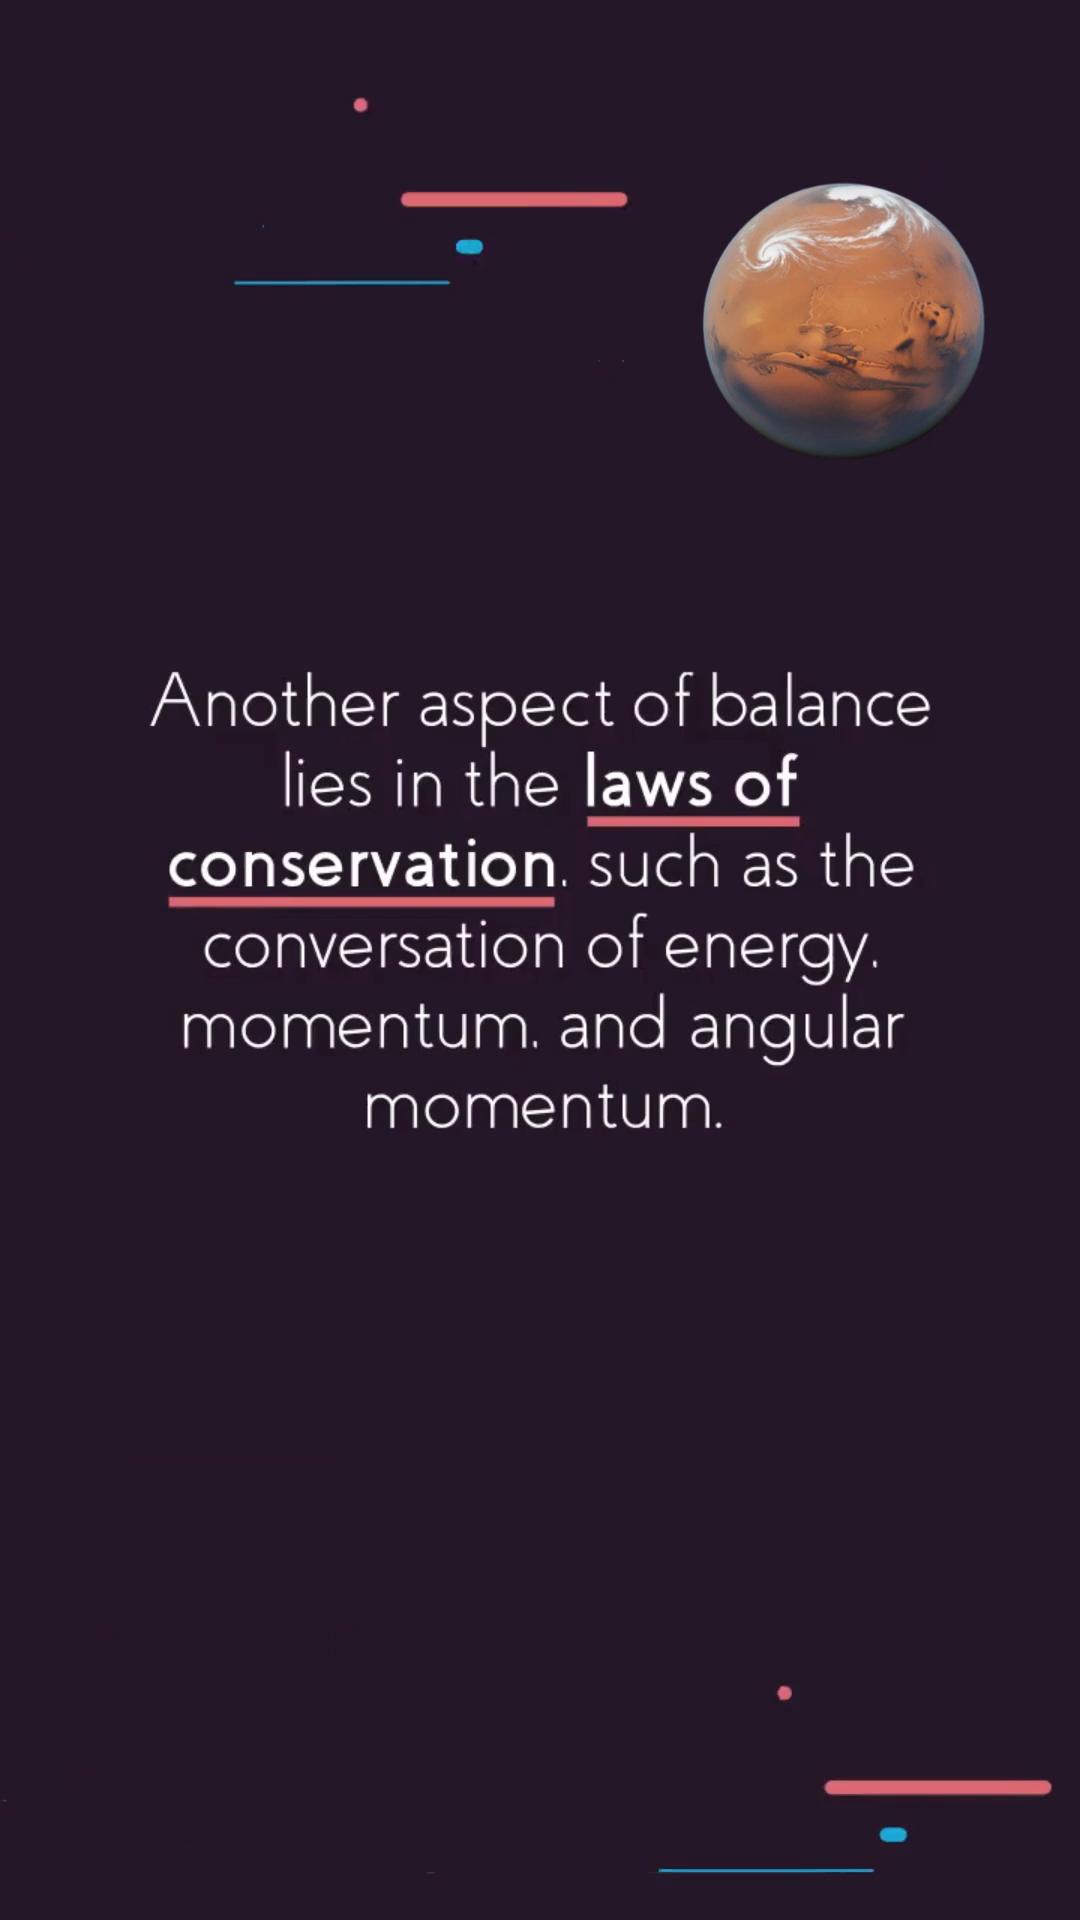 Another aspect of balance
lies in the laws of
conservation, such as the
conversation of energy,
momentum, and angular
momentum.